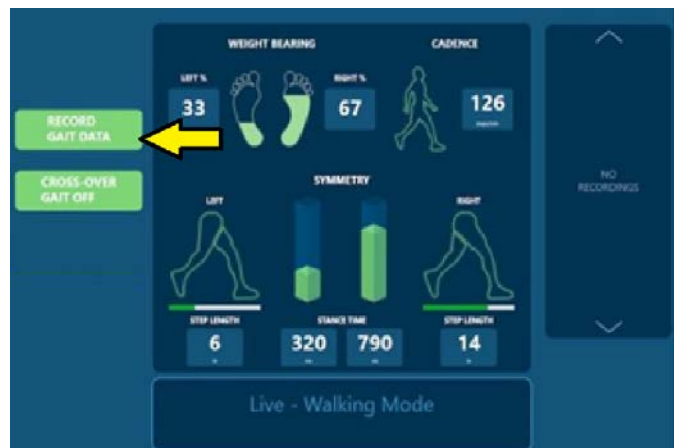 WEIGHT BEARING
CADENCE
LEFT %
RIGHT %
33
67
126
RECORD
GAIT DATA
CROSS-OVER
GAIT OFF
NO
RECORDINGS
SYMMETRY
LEFT
RIGHT
STEP LENGTH
STANCE TIME
STEP LENGTH
6
320
790
14
Live - Walking Mode